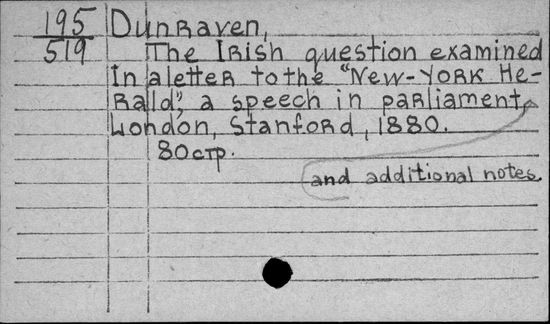 195 Dunraven,
519 The Irish question examined
In a letter to the "New-York He-
rald", a speech in parliament,
London, Stanford, 1880.
80 стр.
and additional notes.